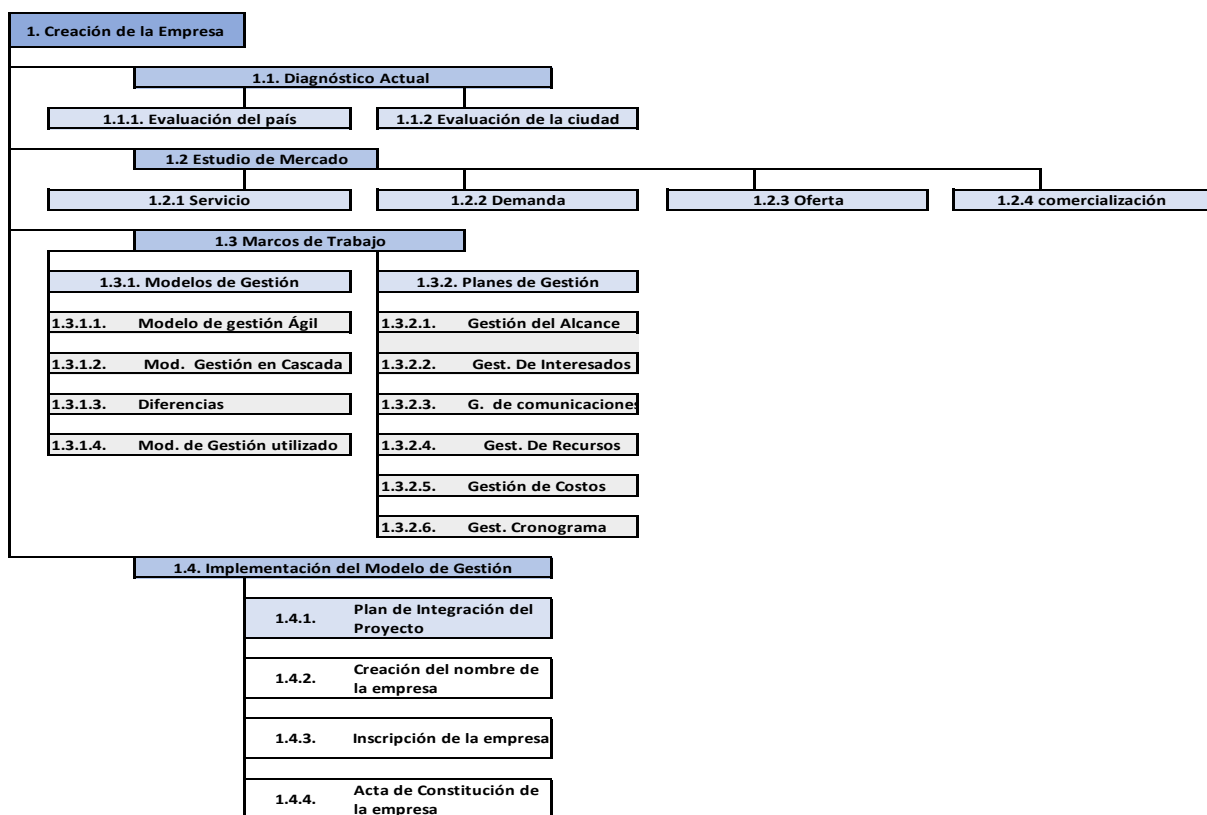 1. Creación de la Empresa
1.1. Diagnóstico Actual
1.1.1. Evaluación del país
1.1.2 Evaluación de la ciudad
1.2 Estudio de Mercado
1.2.1 Servicio
1.2.2 Demanda
1.2.3 Oferta
1.2.4 comercialización
1.3 Marcos de Trabajo
1.3.1. Modelos de Gestión
1.3.2. Planes de Gestión
1.3.1.1. Modelo de gestión Ágil
1.3.2.1. Gestión del Alcance
1.3.1.2. Mod. Gestión en Cascada
1.3.2.2. Gest. De Interesados
1.3.1.3. Diferencias
1.3.2.3. G. de comunicaciones
1.3.1.4. Mod. de Gestión utilizado
1.3.2.4. Gest. De Recursos
1.3.2.5. Gestión de Costos
1.3.2.6. Gest. Cronograma
1.4. Implementación del Modelo de Gestión
1.4.1. Plan de Integración del
Proyecto
1.4.2. Creación del nombre de
la empresa
1.4.3. Inscripción de la empresa
1.4.4. Acta de Constitución de
la empresa